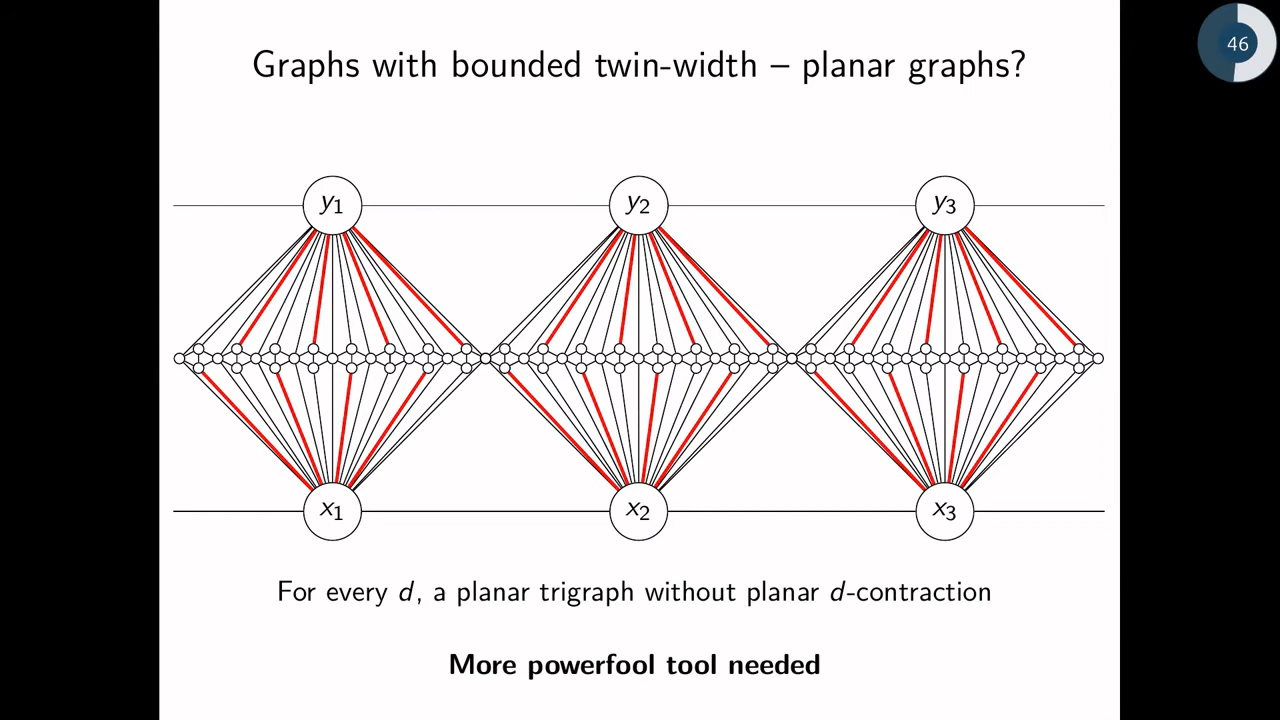 46
Graphs with bounded twin-width – planar graphs?
y1 y2 y3
x1 x2 x3
For every d, a planar trigraph without planar d-contraction
More powerfool tool needed